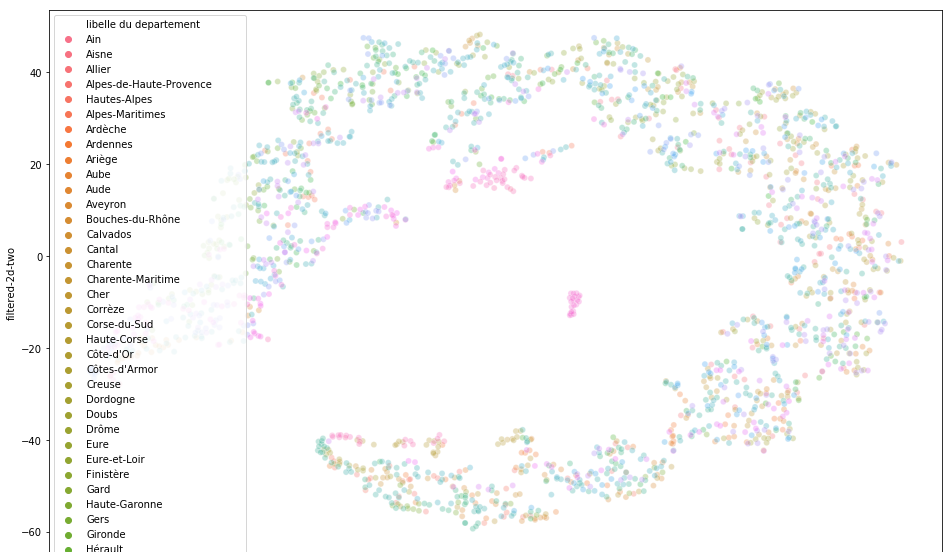 libelle du departement
Ain
Aisne
Allier
Alpes-de-Haute-Provence
Hautes-Alpes
Alpes-Maritimes
Ardèche
Ardennes
Ariège
Aube
Aude
Aveyron
Bouches-du-Rhône
Calvados
Cantal
Charente
Charente-Maritime
Cher
Corrèze
Corse-du-Sud
Haute-Corse
Côte-d'Or
Côtes-d'Armor
Creuse
Dordogne
Doubs
Drôme
Eure
Eure-et-Loir
Finistère
Gard
Haute-Garonne
Gers
Gironde
Hérault
40
20
0
−20
−40
−60
filtered-2d-two